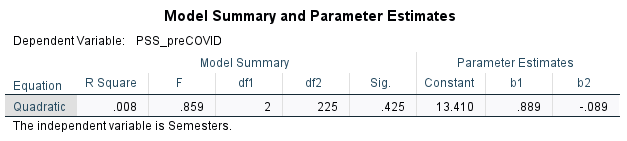 Model Summary and Parameter Estimates
Dependent Variable: PSS_preCOVID
Model Summary Parameter Estimates
Equation R Square F df1 df2 Sig. Constant b1 b2
Quadratic .008 .859 2 225 .425 13.410 .889 -.089
The independent variable is Semesters.